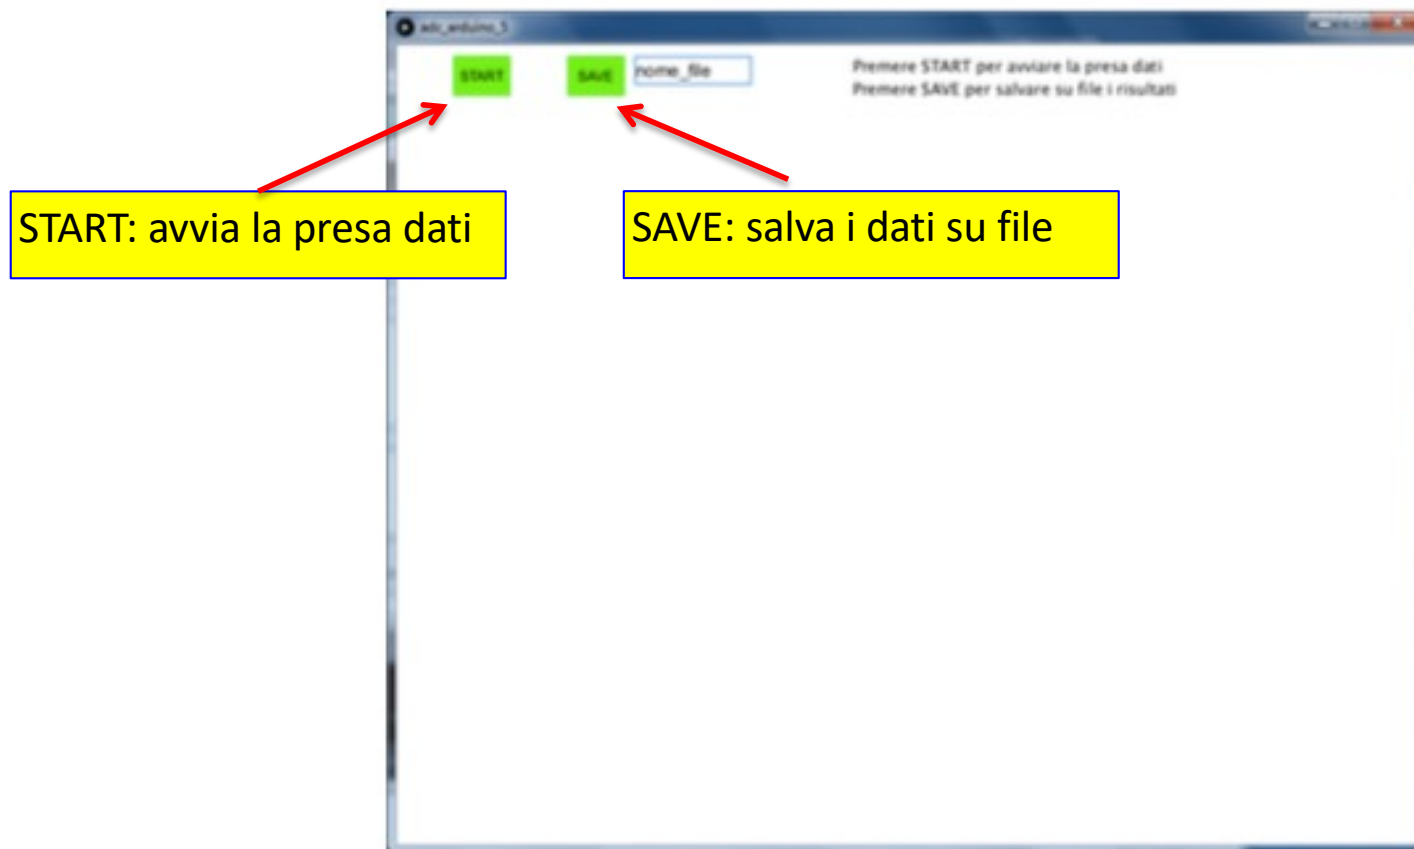 adc_arduino_5
START
SAVE
nome_file
Premere START per avviare la presa dati
Premere SAVE per salvare su file i risultati
START: avvia la presa dati
SAVE: salva i dati su file